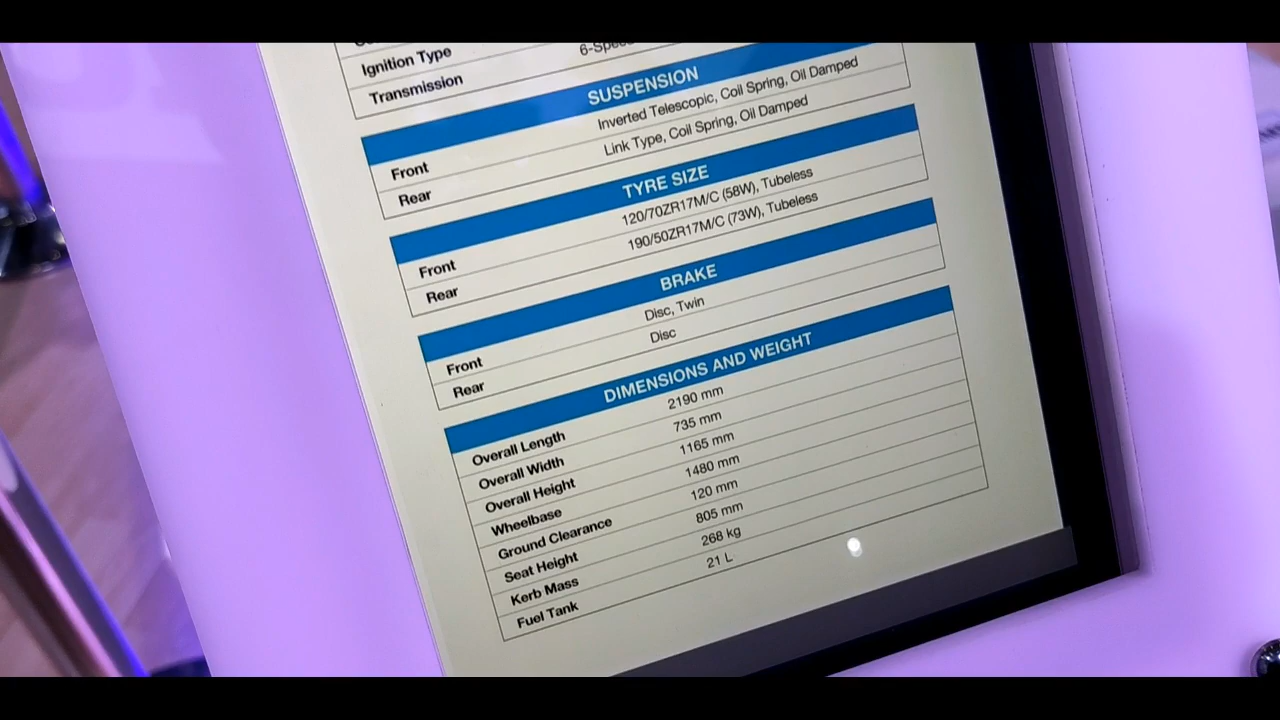 Ignition Type
Transmission 6-Speed
SUSPENSION
Front Inverted Telescopic, Coil Spring, Oil Damped
Rear Link Type, Coil Spring, Oil Damped
TYRE SIZE
Front 120/70ZR17M/C (58W), Tubeless
Rear 190/50ZR17M/C (73W), Tubeless
BRAKE
Front Disc, Twin
Rear Disc
DIMENSIONS AND WEIGHT
Overall Length 2190 mm
Overall Width 735 mm
Overall Height 1165 mm
Wheelbase 1480 mm
Ground Clearance 120 mm
Seat Height 805 mm
Kerb Mass 268 kg
Fuel Tank 21 L